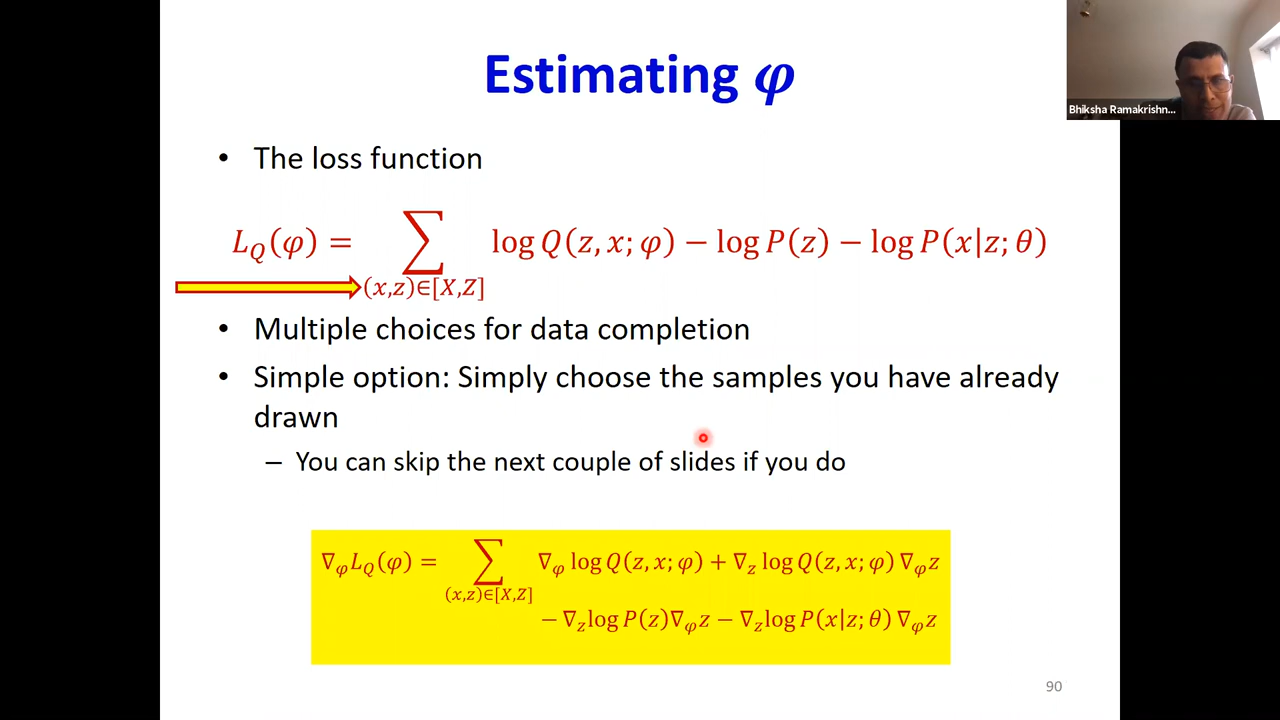 Estimating φ
Bhiksha Ramakrishn...
• The loss function
L_Q(φ) = ∑_{(x,z)∈[X,Z]} log Q(z, x; φ) − log P(z) − log P(x|z; θ)
• Multiple choices for data completion
• Simple option: Simply choose the samples you have already
drawn
– You can skip the next couple of slides if you do
∇_φ L_Q(φ) = ∑_{(x,z)∈[X,Z]} ∇_φ log Q(z, x; φ) + ∇_z log Q(z, x; φ) ∇_φ z
− ∇_z log P(z)∇_φ z − ∇_z log P(x|z; θ) ∇_φ z
90